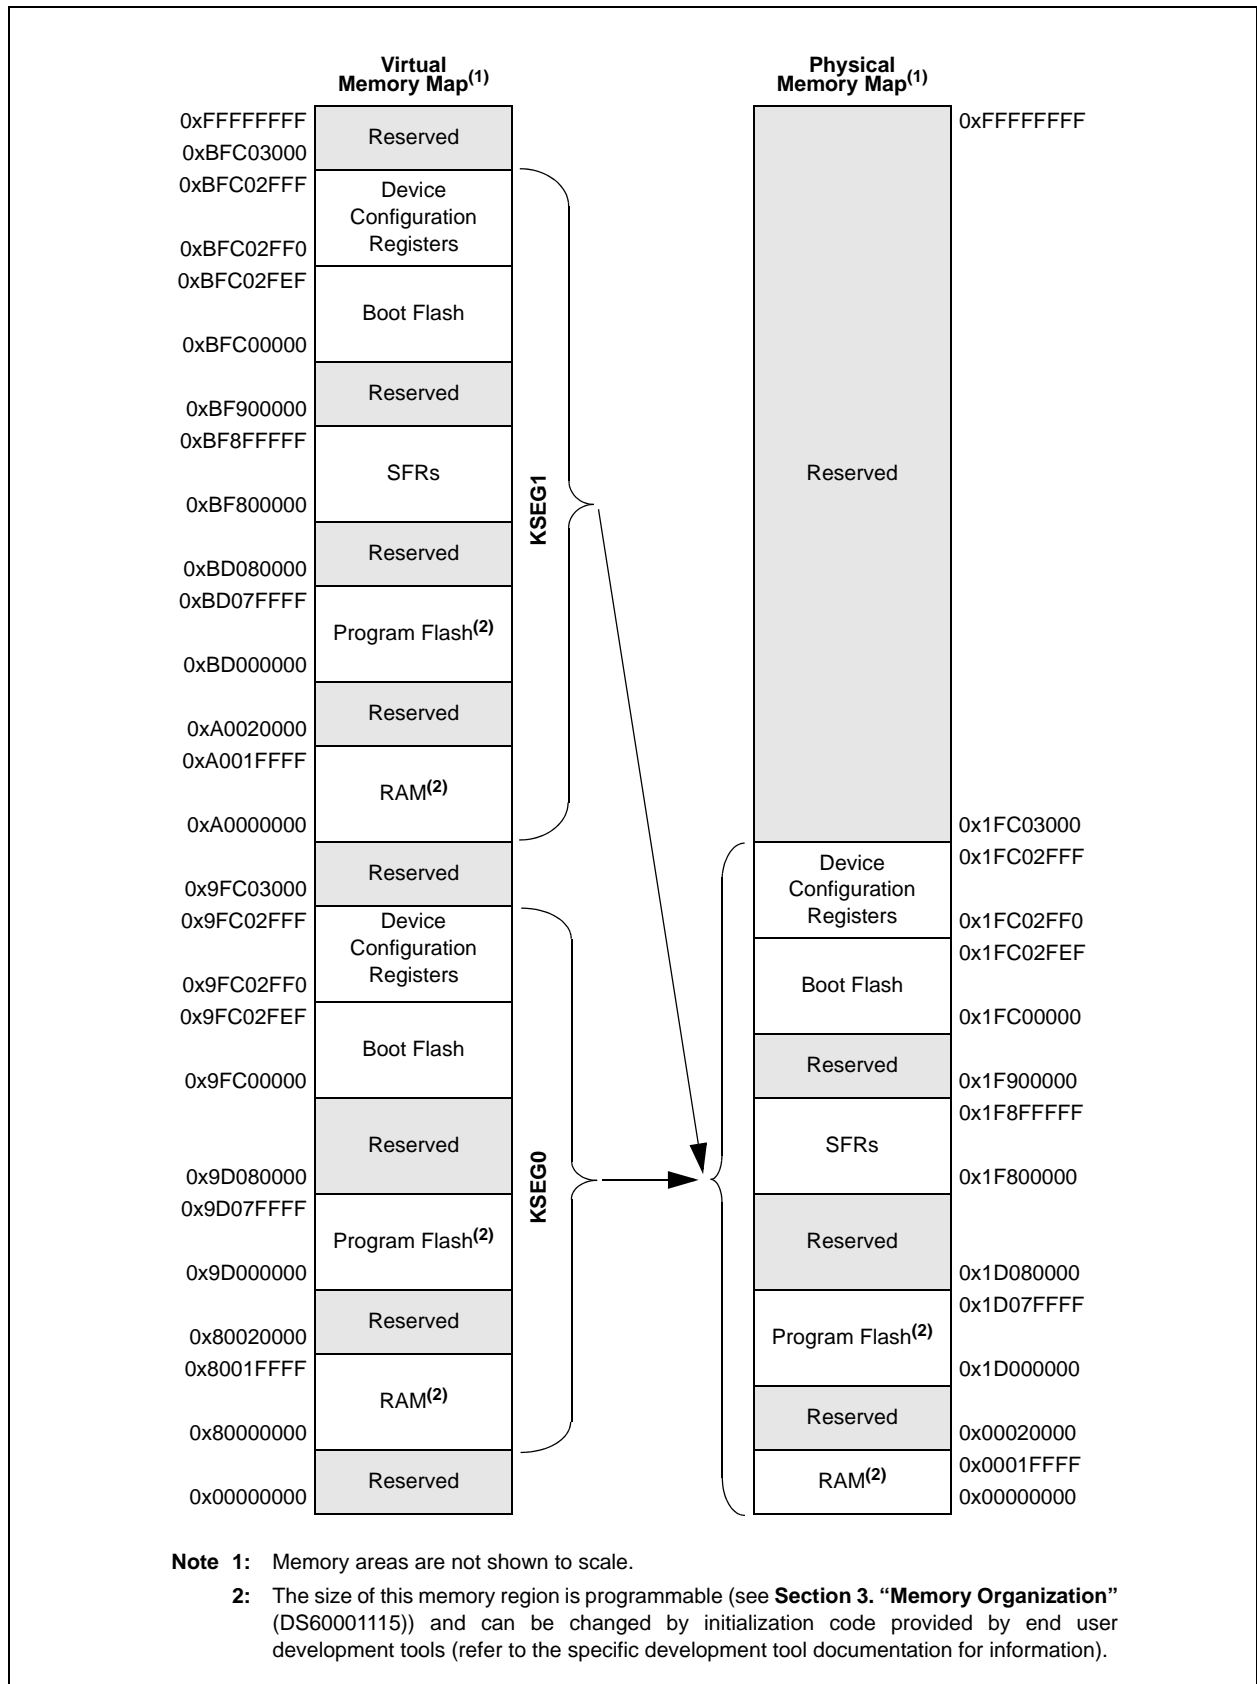 Virtual
Memory Map(1)
Physical
Memory Map(1)
0xFFFFFFFF
Reserved
0xBFC03000
0xBFC02FFF
Device
Configuration
Registers
0xBFC02FF0
0xBFC02FEF
Boot Flash
0xBFC00000
Reserved
0xBF900000
0xBF8FFFFF
SFRs
0xBF800000
Reserved
0xBD080000
0xBD07FFFF
Program Flash(2)
0xBD000000
Reserved
0xA0020000
0xA001FFFF
RAM(2)
0xA0000000
KSEG1
Reserved
0x9FC03000
0x9FC02FFF
Device
Configuration
Registers
0x9FC02FF0
0x9FC02FEF
Boot Flash
0x9FC00000
Reserved
0x9D080000
0x9D07FFFF
Program Flash(2)
0x9D000000
Reserved
0x80020000
0x8001FFFF
RAM(2)
0x80000000
KSEG0
Reserved
0x00000000
0xFFFFFFFF
Reserved
0x1FC03000
0x1FC02FFF
Device
Configuration
Registers
0x1FC02FF0
0x1FC02FEF
Boot Flash
0x1FC00000
Reserved
0x1F900000
0x1F8FFFFF
SFRs
0x1F800000
Reserved
0x1D080000
0x1D07FFFF
Program Flash(2)
0x1D000000
Reserved
0x00020000
0x0001FFFF
RAM(2)
0x00000000
Note 1: Memory areas are not shown to scale.
2: The size of this memory region is programmable (see Section 3. “Memory Organization”
(DS60001115)) and can be changed by initialization code provided by end user
development tools (refer to the specific development tool documentation for information).